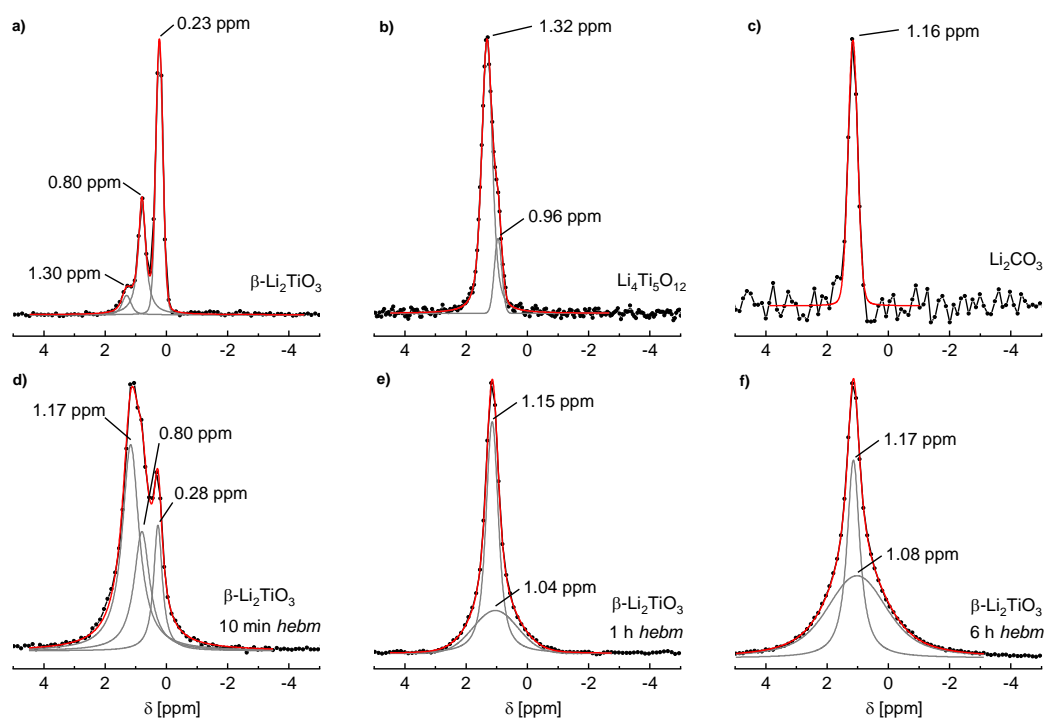 a)
0.23 ppm
0.80 ppm
1.30 ppm
β-Li₂TiO₃
4 2 0 -2 -4
b)
1.32 ppm
0.96 ppm
Li₄Ti₅O₁₂
4 2 0 -2 -4
c)
1.16 ppm
Li₂CO₃
4 2 0 -2 -4
d)
1.17 ppm
0.80 ppm
0.28 ppm
β-Li₂TiO₃
10 min hebm
4 2 0 -2 -4
δ [ppm]
e)
1.15 ppm
1.04 ppm
β-Li₂TiO₃
1 h hebm
4 2 0 -2 -4
δ [ppm]
f)
1.17 ppm
1.08 ppm
β-Li₂TiO₃
6 h hebm
4 2 0 -2 -4
δ [ppm]